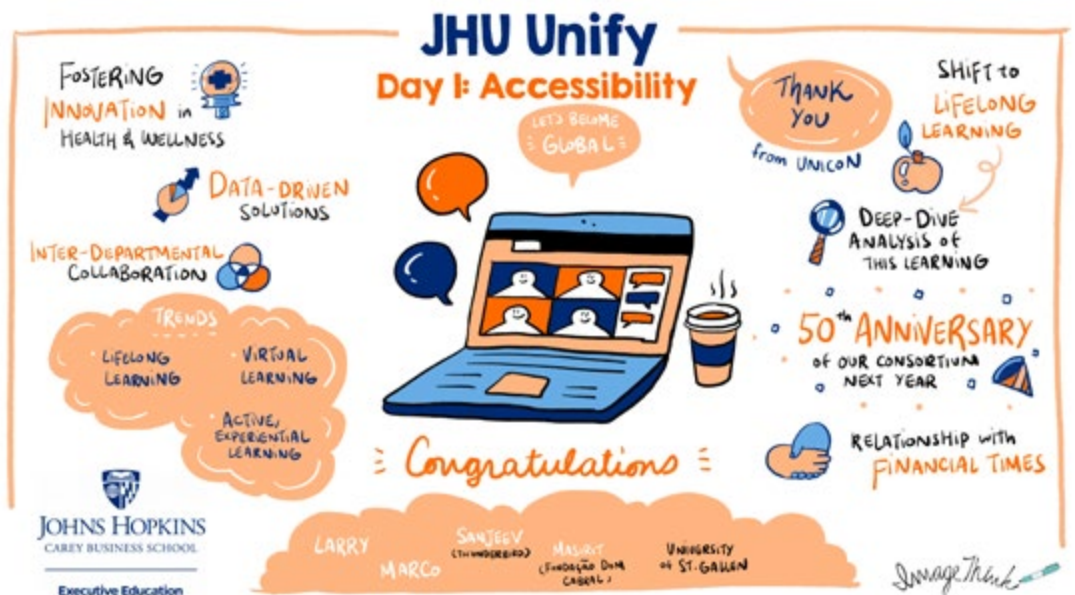 JHU Unify
Day 1: Accessibility
LET'S BECOME
GLOBAL
FOSTERING
INNOVATION in
HEALTH & WELLNESS
DATA-DRIVEN
SOLUTIONS
INTER-DEPARTMENTAL
COLLABORATION
TRENDS
• LIFELONG
LEARNING
• VIRTUAL
LEARNING
• ACTIVE,
EXPERIENTIAL
LEARNING
THANK
YOU
from UNICON
SHIFT to
LIFELONG
LEARNING
DEEP-DIVE
ANALYSIS of
THIS LEARNING
50th ANNIVERSARY
OF OUR CONSORTIUM
NEXT YEAR
RELATIONSHIP with
FINANCIAL TIMES
Congratulations
LARRY
MARCO
SANJEEV
(THUNDERBIRD)
(FUNDAÇÃO DOM
CABRAL)
UNIVERSITY
of ST. GALLEN
JOHNS HOPKINS
CAREY BUSINESS SCHOOL
Executive Education
ImageThink